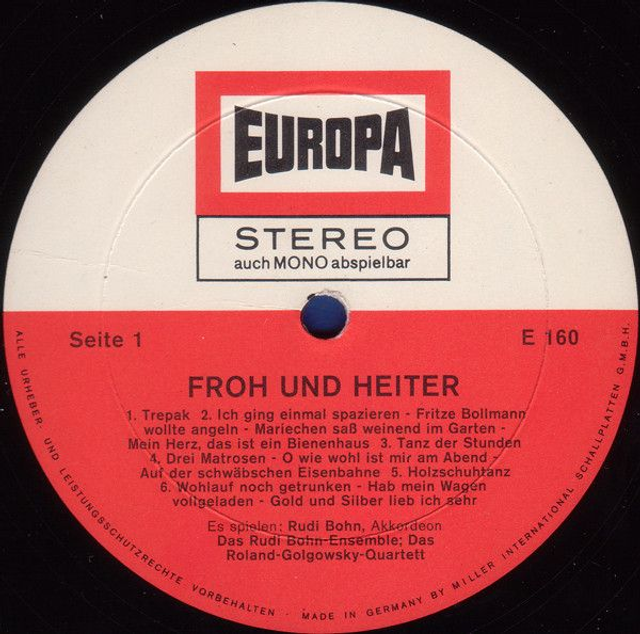 EUROPA
STEREO
auch MONO abspielbar
Seite 1
E 160
FROH UND HEITER
1. Trepak 2. Ich ging einmal spazieren - Fritze Bollmann
wollte angeln - Mariechen saß weinend im Garten -
Mein Herz, das ist ein Bienenhaus 3. Tanz der Stunden
4. Drei Matrosen - O wie wohl ist mir am Abend -
Auf der schwäbschen Eisenbahne 5. Holzschuhtanz
6. Wohlauf noch getrunken - Hab mein Wagen
vollgeladen - Gold und Silber lieb ich sehr
Es spielen: Rudi Bohn, Akkordeon
Das Rudi Bohn-Ensemble; Das
Roland-Golgowsky-Quartett
ALLE URHEBER- UND LEISTUNGSSCHUTZRECHTE VORBEHALTEN · MADE IN GERMANY BY MILLER INTERNATIONAL SCHALLPLATTEN G.M.B.H.